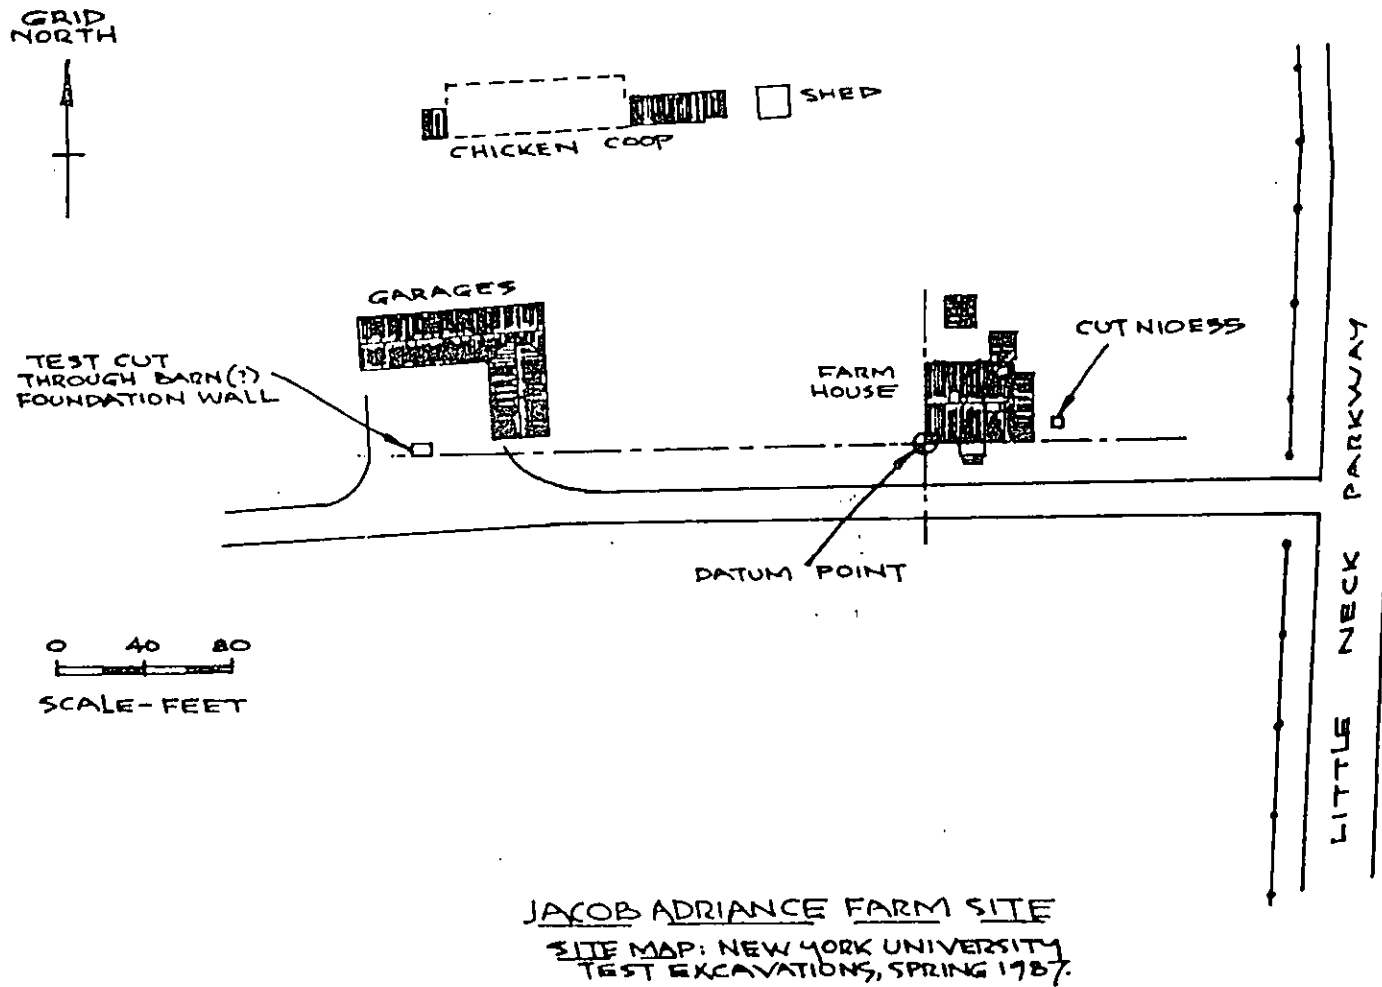 GRID
NORTH
SHED
CHICKEN COOP
GARAGES
TEST CUT
THROUGH BARN(?)
FOUNDATION WALL
FARM
HOUSE
CUT N10E55
DATUM POINT
0 40 80
SCALE-FEET
LITTLE NECK PARKWAY
JACOB ADRIANCE FARM SITE
SITE MAP: NEW YORK UNIVERSITY
TEST EXCAVATIONS, SPRING 1987.